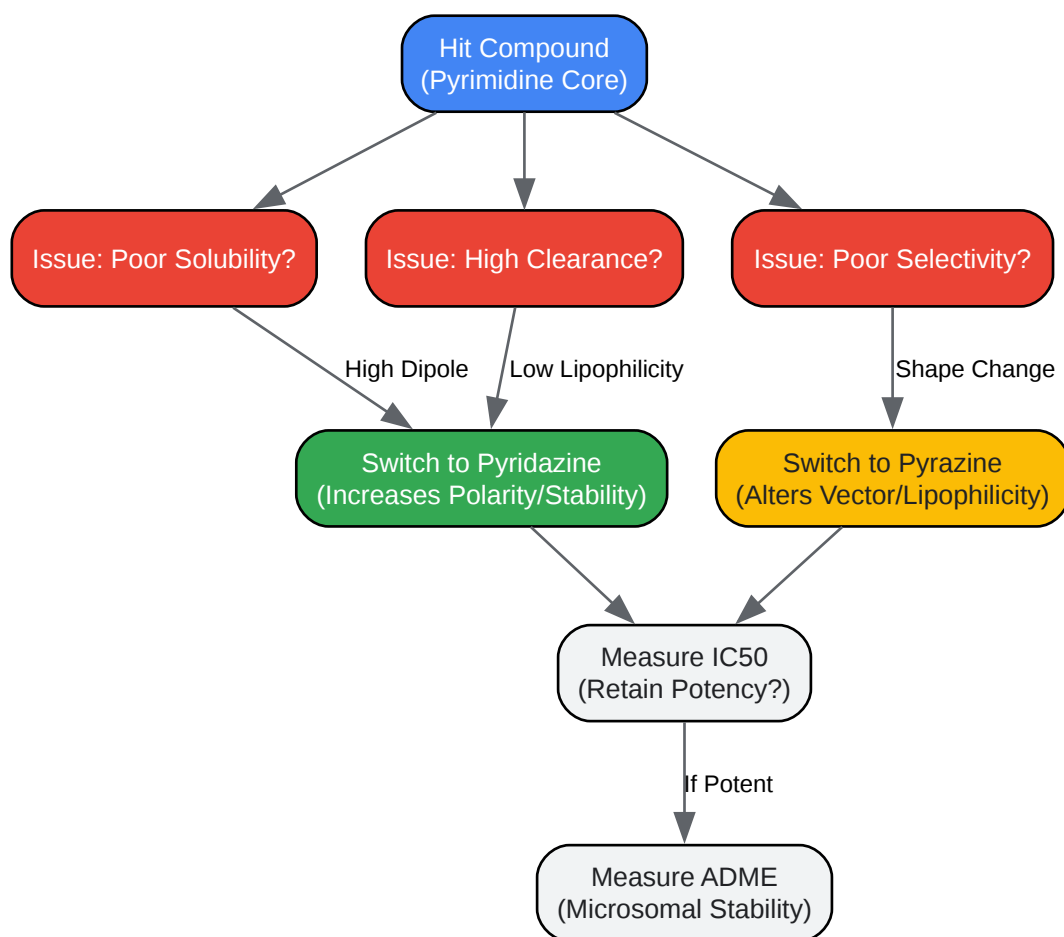 Hit Compound
(Pyrimidine Core)
Issue: Poor Solubility?
Issue: High Clearance?
Issue: Poor Selectivity?
High Dipole
Low Lipophilicity
Shape Change
Switch to Pyridazine
(Increases Polarity/Stability)
Switch to Pyrazine
(Alters Vector/Lipophilicity)
Measure IC50
(Retain Potency?)
If Potent
Measure ADME
(Microsomal Stability)